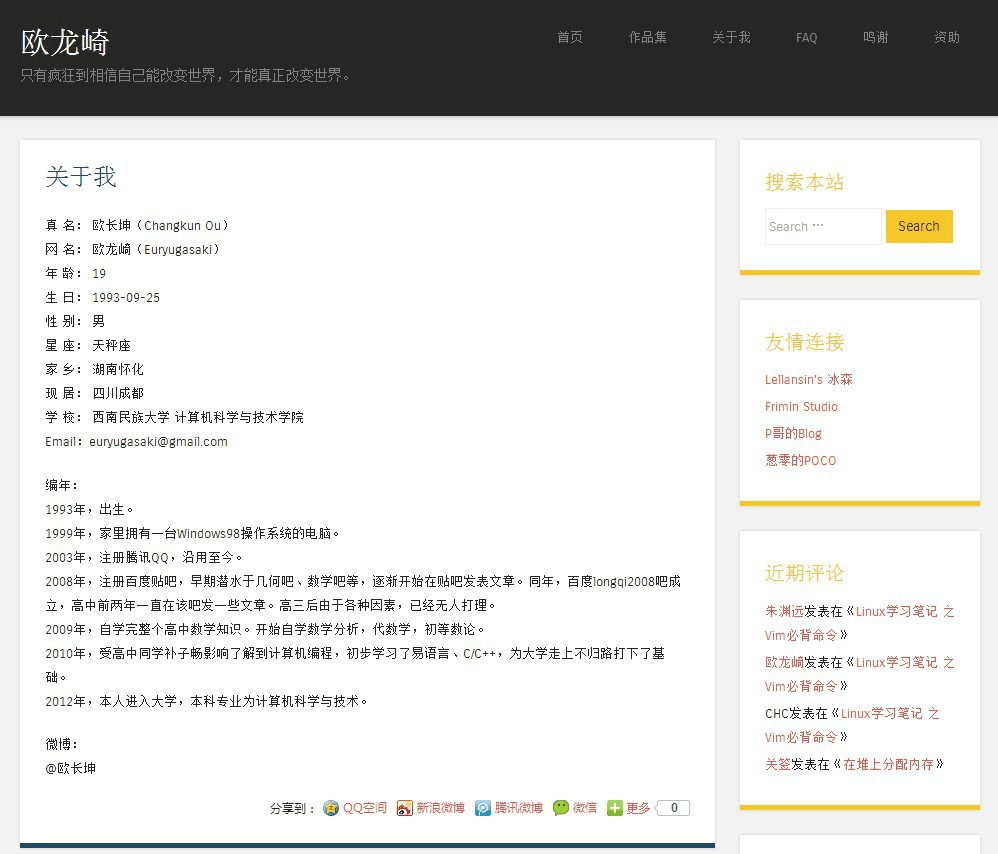 欧龙崎
只有疯狂到相信自己能改变世界，才能真正改变世界。
首页 作品集 关于我 FAQ 鸣谢 资助
关于我
真 名： 欧长坤（Changkun Ou）
网 名： 欧龙崎（Euryugasaki）
年 龄： 19
生 日： 1993-09-25
性 别： 男
星 座： 天秤座
家 乡： 湖南怀化
现 居： 四川成都
学 校： 西南民族大学 计算机科学与技术学院
Email：euryugasaki@gmail.com
编年：
1993年，出生。
1999年，家里拥有一台Windows98操作系统的电脑。
2003年，注册腾讯QQ，沿用至今。
2008年，注册百度贴吧，早期潜水于几何吧、数学吧等，逐渐开始在贴吧发表文章。同年，百度longqi2008吧成
立，高中前两年一直在该吧发一些文章。高三后由于各种因素，已经无人打理。
2009年，自学完整个高中数学知识。开始自学数学分析，代数学，初等数论。
2010年，受高中同学补子畅影响了解到计算机编程，初步学习了易语言、C/C++，为大学走上不归路打下了基
础。
2012年，本人进入大学，本科专业为计算机科学与技术。
微博：
@欧长坤
分享到： QQ空间 新浪微博 腾讯微博 微信 更多 0
搜索本站
Search ··· Search
友情连接
Lellansin's 冰森
Frimin Studio
P哥的Blog
葱零的POCO
近期评论
朱渊远发表在《Linux学习笔记 之
Vim必背命令》
欧龙崎发表在《Linux学习笔记 之
Vim必背命令》
CHC发表在《Linux学习笔记 之
Vim必背命令》
关签发表在《在堆上分配内存》